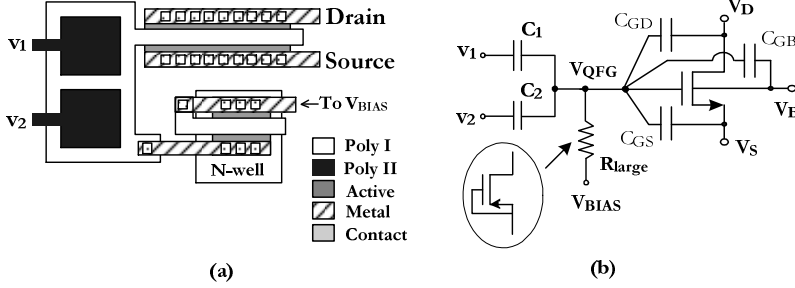 Drain
v1
Source
To VBIAS
v2
N-well
Poly I
Poly II
Active
Metal
Contact
(a)
C1
v1
C2
v2
VQFG
CGD
VD
CGB
VB
CGS
VS
Rlarge
VBIAS
(b)